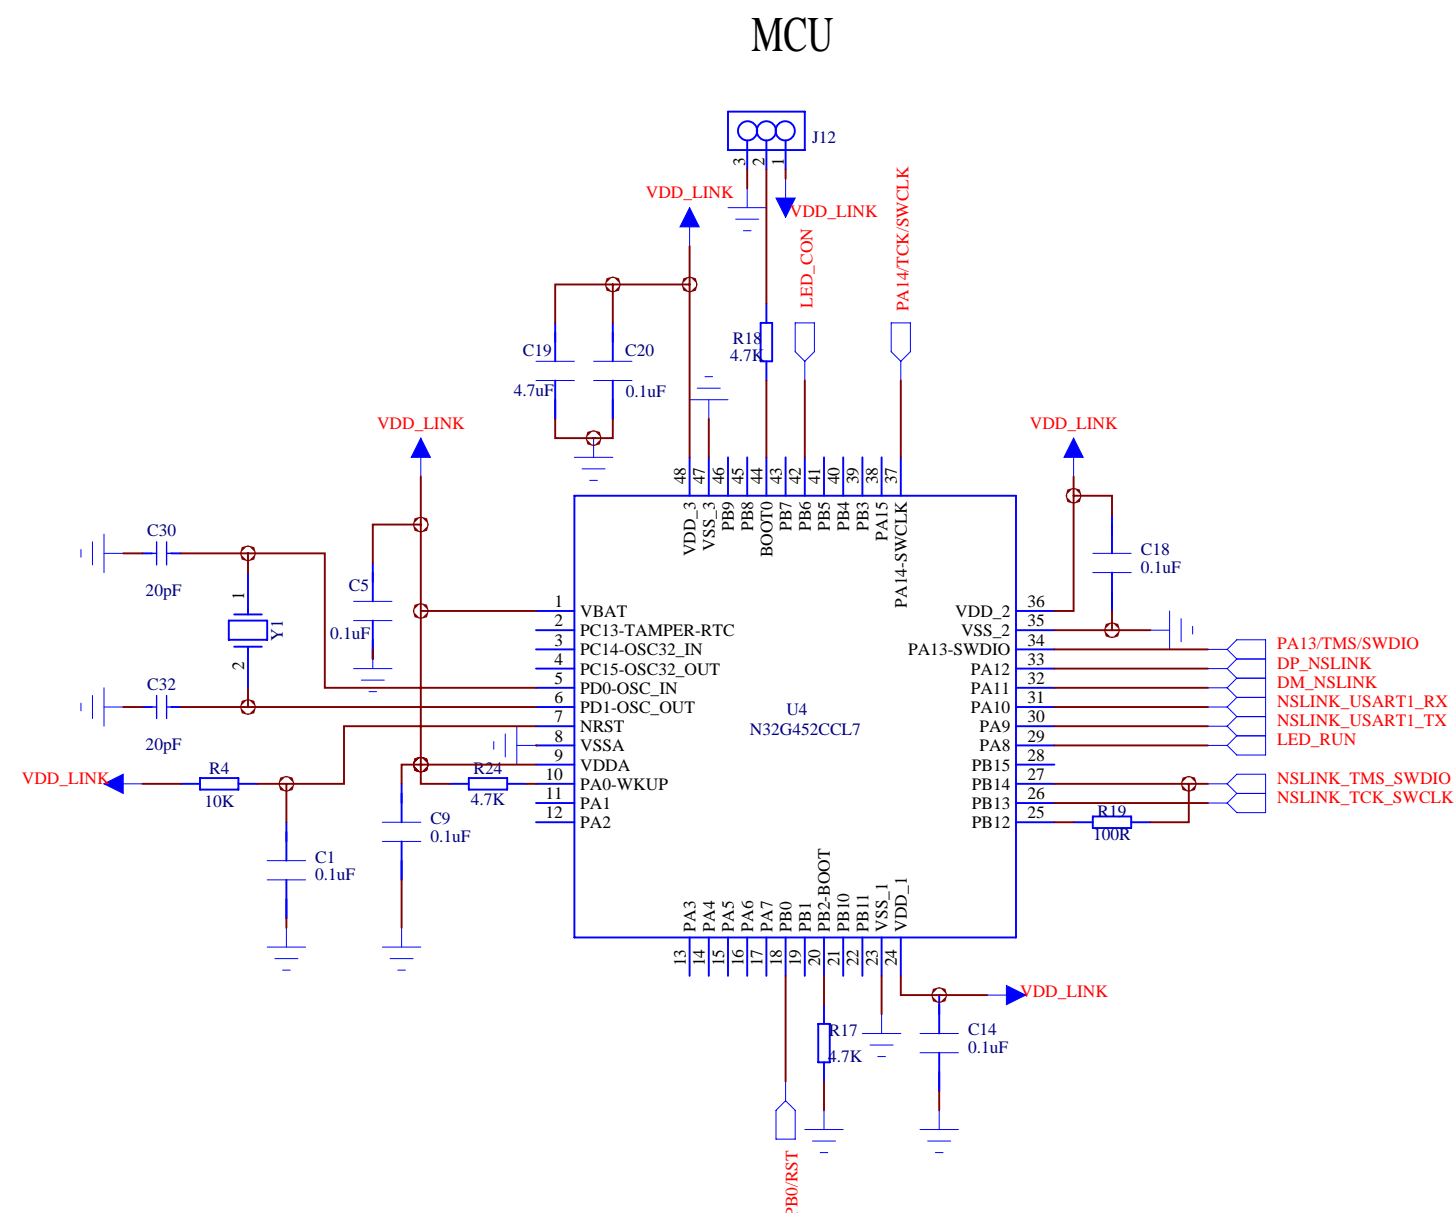 MCU
J12
3
2
1
VDD_LINK
VDD_LINK
LED_CON
PA14/TCK/SWCLK
R18
4.7K
C19
4.7uF
C20
0.1uF
VDD_LINK
VDD_LINK
48
47
46
45
44
43
42
41
40
39
38
37
VDD_3
VSS_3
PB9
PB8
BOOT0
PB7
PB6
PB5
PB4
PB3
PA15
PA14-SWCLK
C30
20pF
1
Y1
2
C32
20pF
C5
0.1uF
C18
0.1uF
VDD_LINK
R4
10K
C1
0.1uF
C9
0.1uF
R24
4.7K
1 VBAT
2 PC13-TAMPER-RTC
3 PC14-OSC32_IN
4 PC15-OSC32_OUT
5 PD0-OSC_IN
6 PD1-OSC_OUT
7 NRST
8 VSSA
9 VDDA
10 PA0-WKUP
11 PA1
12 PA2
U4
N32G452CCL7
VDD_2 36
VSS_2 35
PA13-SWDIO 34 PA13/TMS/SWDIO
PA12 33 DP_NSLINK
PA11 32 DM_NSLINK
PA10 31 NSLINK_USART1_RX
PA9 30 NSLINK_USART1_TX
PA8 29 LED_RUN
PB15 28
PB14 27 NSLINK_TMS_SWDIO
PB13 26 NSLINK_TCK_SWCLK
PB12 25
R19
100R
PA3
PA4
PA5
PA6
PA7
PB0
PB1
PB2-BOOT
PB10
PB11
VSS_1
VDD_1
13
14
15
16
17
18
19
20
21
22
23
24
VDD_LINK
R17
4.7K
C14
0.1uF
PB0/RST